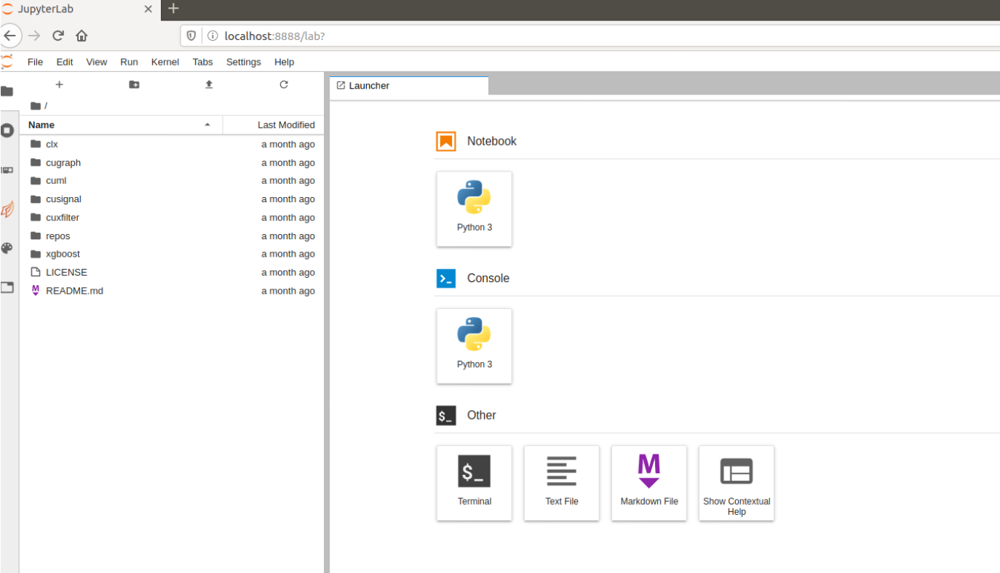 JupyterLab
localhost:8888/lab?
File Edit View Run Kernel Tabs Settings Help
/
Name Last Modified
clx a month ago
cugraph a month ago
cuml a month ago
cusignal a month ago
cuxfilter a month ago
repos a month ago
xgboost a month ago
LICENSE a month ago
README.md a month ago
Launcher
Notebook
Python 3
Console
Python 3
$_ Other
$_ M
Terminal Text File Markdown File Show Contextual
Help